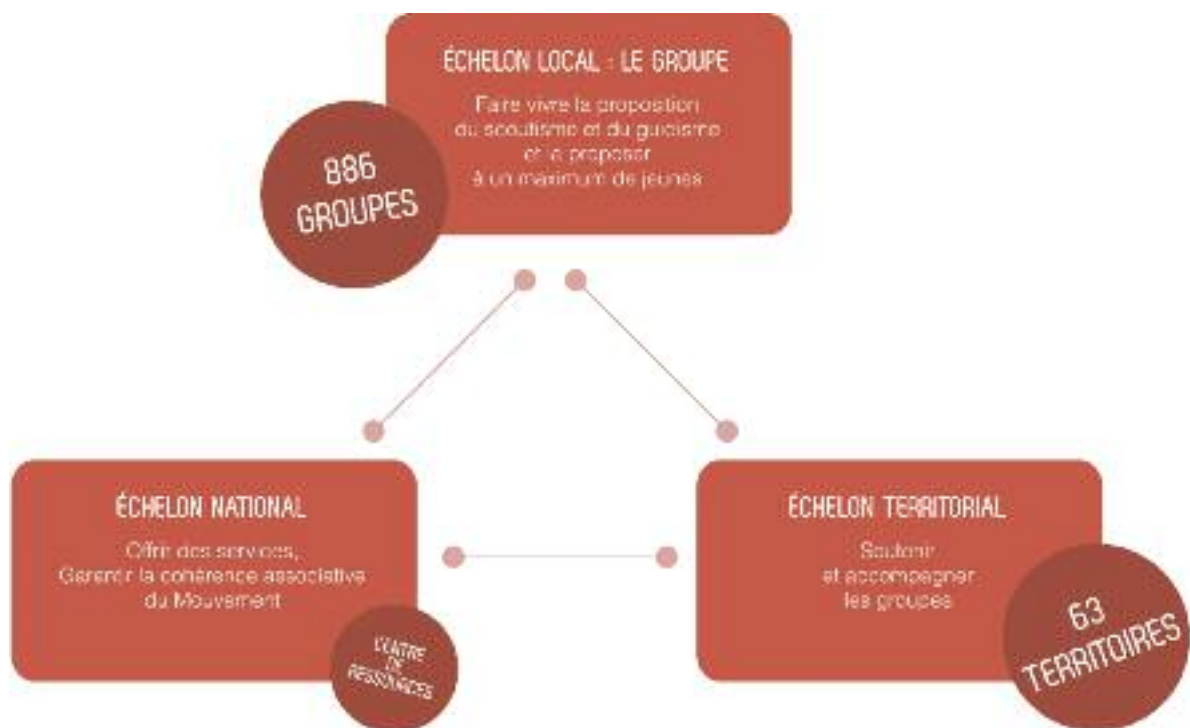 ÉCHELON LOCAL : LE GROUPE
Faire vivre la proposition
du scoutisme et du guidisme
et la proposer
à un maximum de jeunes
886
GROUPES
ÉCHELON NATIONAL
Offrir des services,
Garantir la cohérence associative
du Mouvement
CENTRE
DE
RESSOURCES
ÉCHELON TERRITORIAL
Soutenir
et accompagner
les groupes
63
TERRITOIRES